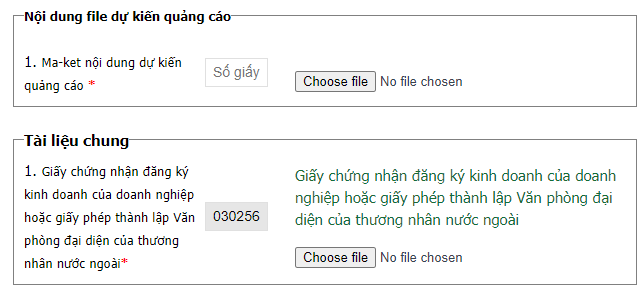 Nội dung file dự kiến quảng cáo
1. Ma-ket nội dung dự kiến
quảng cáo *
Số giấy
Choose file No file chosen
Tài liệu chung
1. Giấy chứng nhận đăng ký
kinh doanh của doanh nghiệp
hoặc giấy phép thành lập Văn
phòng đại diện của thương
nhân nước ngoài*
030256
Giấy chứng nhận đăng ký kinh doanh của doanh
nghiệp hoặc giấy phép thành lập Văn phòng đại
diện của thương nhân nước ngoài
Choose file No file chosen